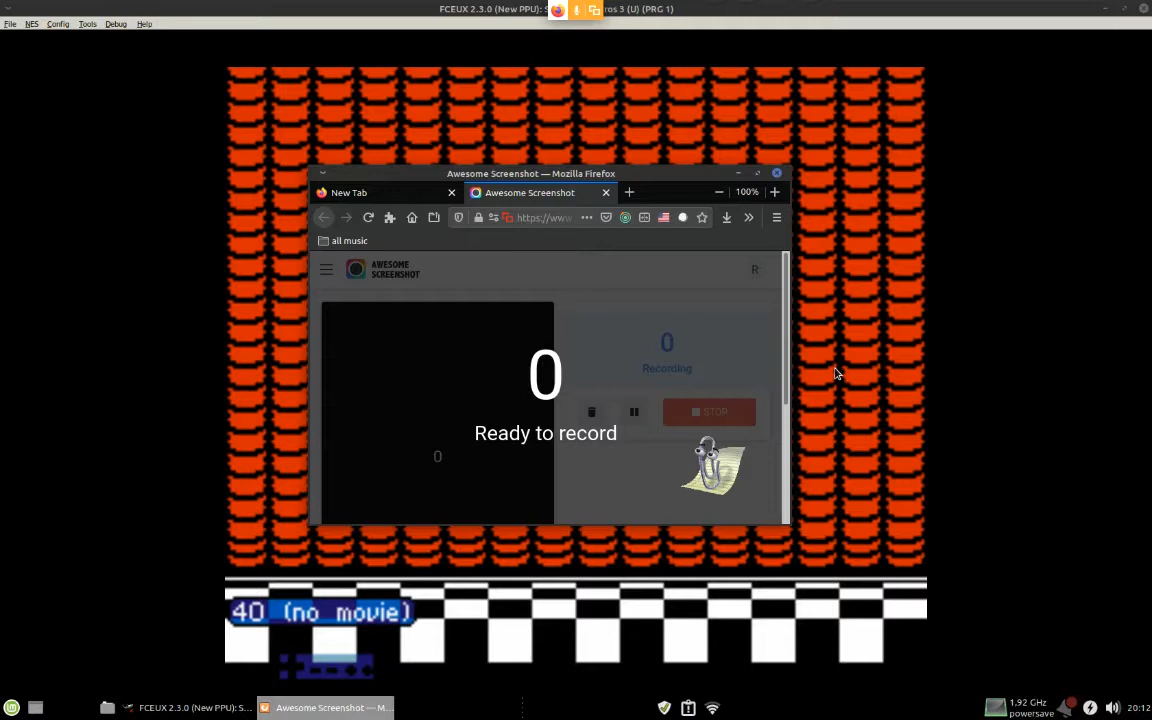 FCEUX 2.3.0 (New PPU): S ros 3 (U) (PRG 1)
File NES Config Tools Debug Help
Awesome Screenshot — Mozilla Firefox
New Tab Awesome Screenshot 100%
https://www
all music
AWESOME
SCREENSHOT
R
0
Recording
0
STOP
Ready to record
0
40 (no movie)
FCEUX 2.3.0 (New PPU): S... Awesome Screenshot — M...
1,92 GHz
powersave
20:12